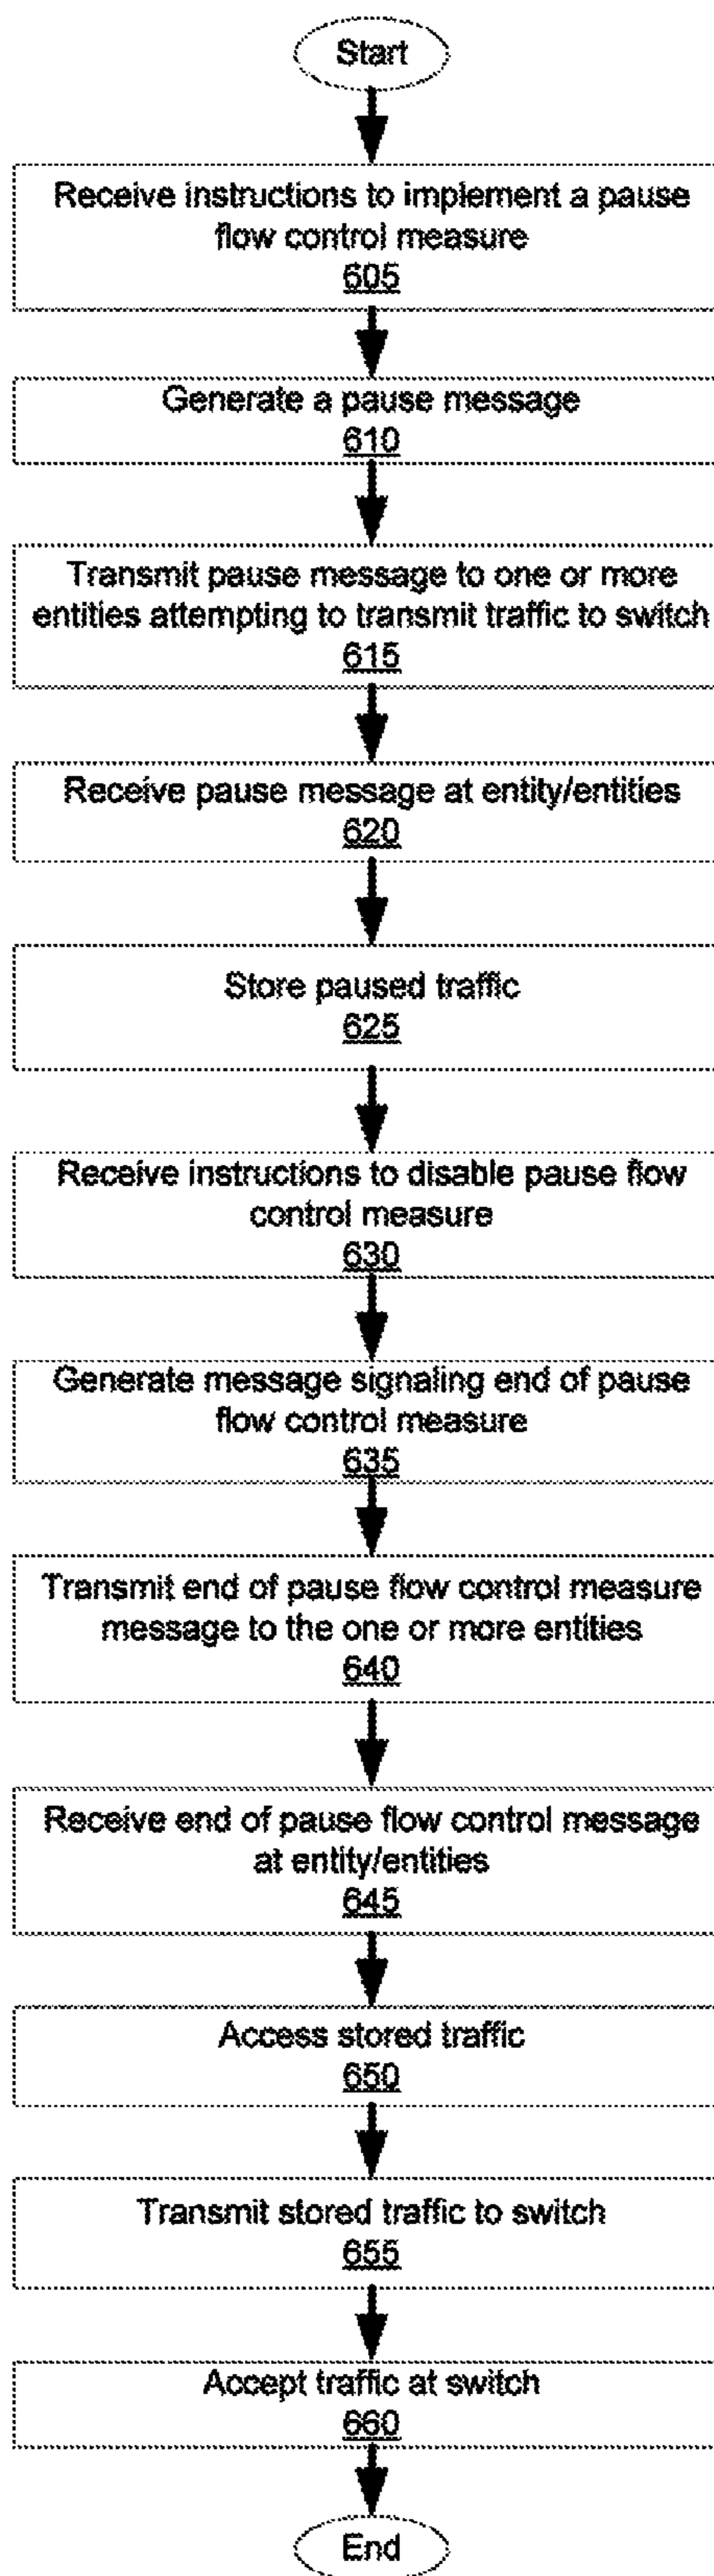 Start
Receive instructions to implement a pause
flow control measure
605
Generate a pause message
610
Transmit pause message to one or more
entities attempting to transmit traffic to switch
615
Receive pause message at entity/entities
620
Store paused traffic
625
Receive instructions to disable pause flow
control measure
630
Generate message signaling end of pause
flow control measure
635
Transmit end of pause flow control measure
message to the one or more entities
640
Receive end of pause flow control message
at entity/entities
645
Access stored traffic
650
Transmit stored traffic to switch
655
Accept traffic at switch
660
End